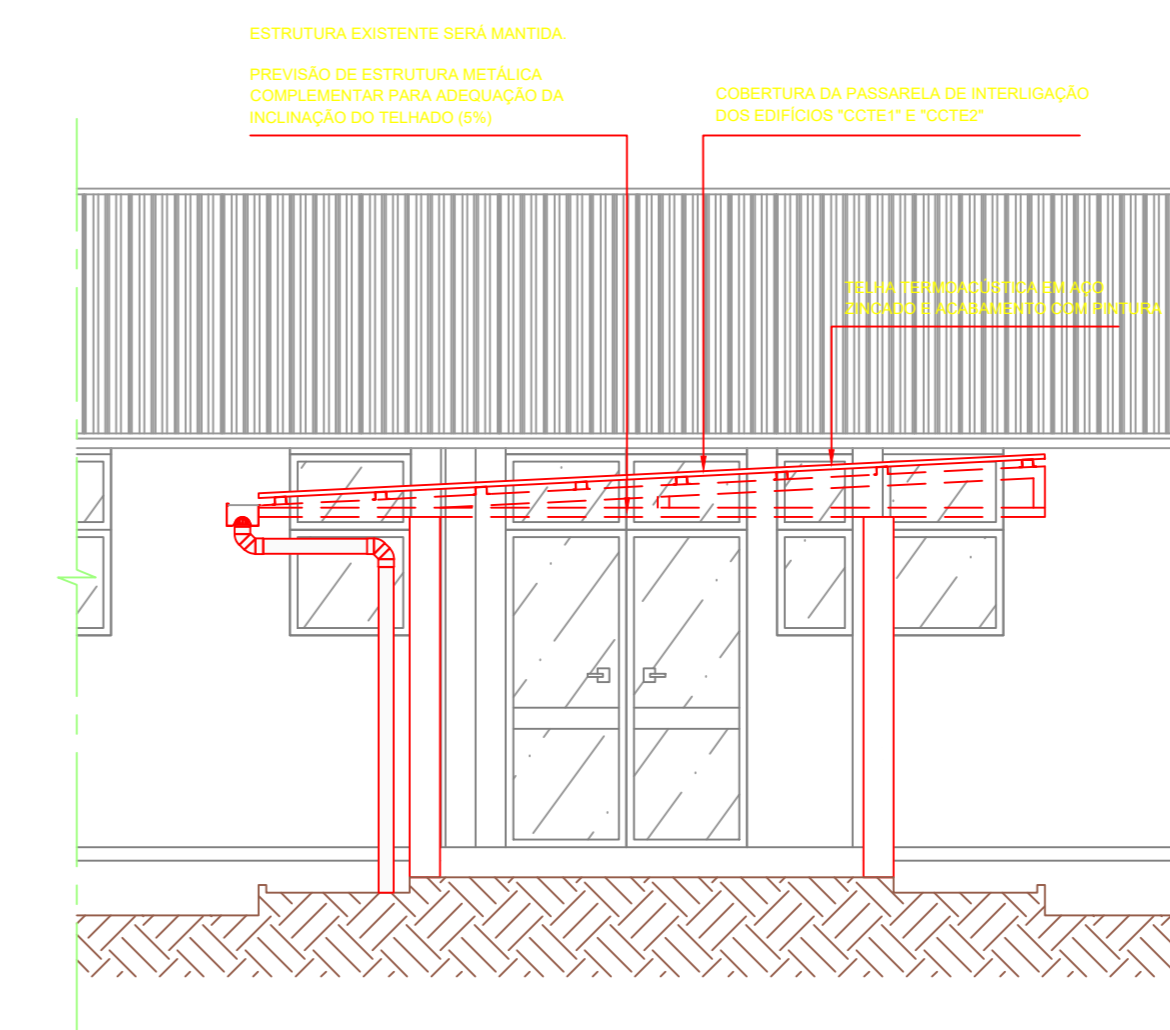 ESTRUTURA EXISTENTE SERÁ MANTIDA.
PREVISÃO DE ESTRUTURA METÁLICA
COMPLEMENTAR PARA ADEQUAÇÃO DA
INCLINAÇÃO DO TELHADO (5%)
COBERTURA DA PASSARELA DE INTERLIGAÇÃO
DOS EDIFÍCIOS "CCTE1" E "CCTE2"
TELHA TERMOACÚSTICA EM AÇO
ZINCADO E ACABAMENTO COM PINTURA